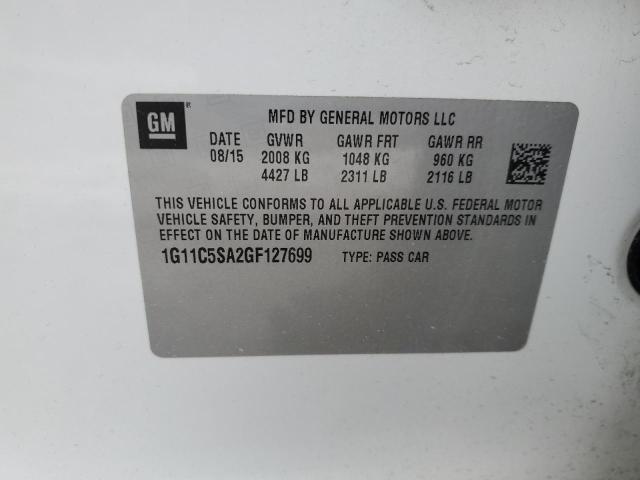 GM ®
MFD BY GENERAL MOTORS LLC
DATE GVWR GAWR FRT GAWR RR
08/15 2008 KG 1048 KG 960 KG
4427 LB 2311 LB 2116 LB
THIS VEHICLE CONFORMS TO ALL APPLICABLE U.S. FEDERAL MOTOR
VEHICLE SAFETY, BUMPER, AND THEFT PREVENTION STANDARDS IN
EFFECT ON THE DATE OF MANUFACTURE SHOWN ABOVE.
1G11C5SA2GF127699 TYPE: PASS CAR